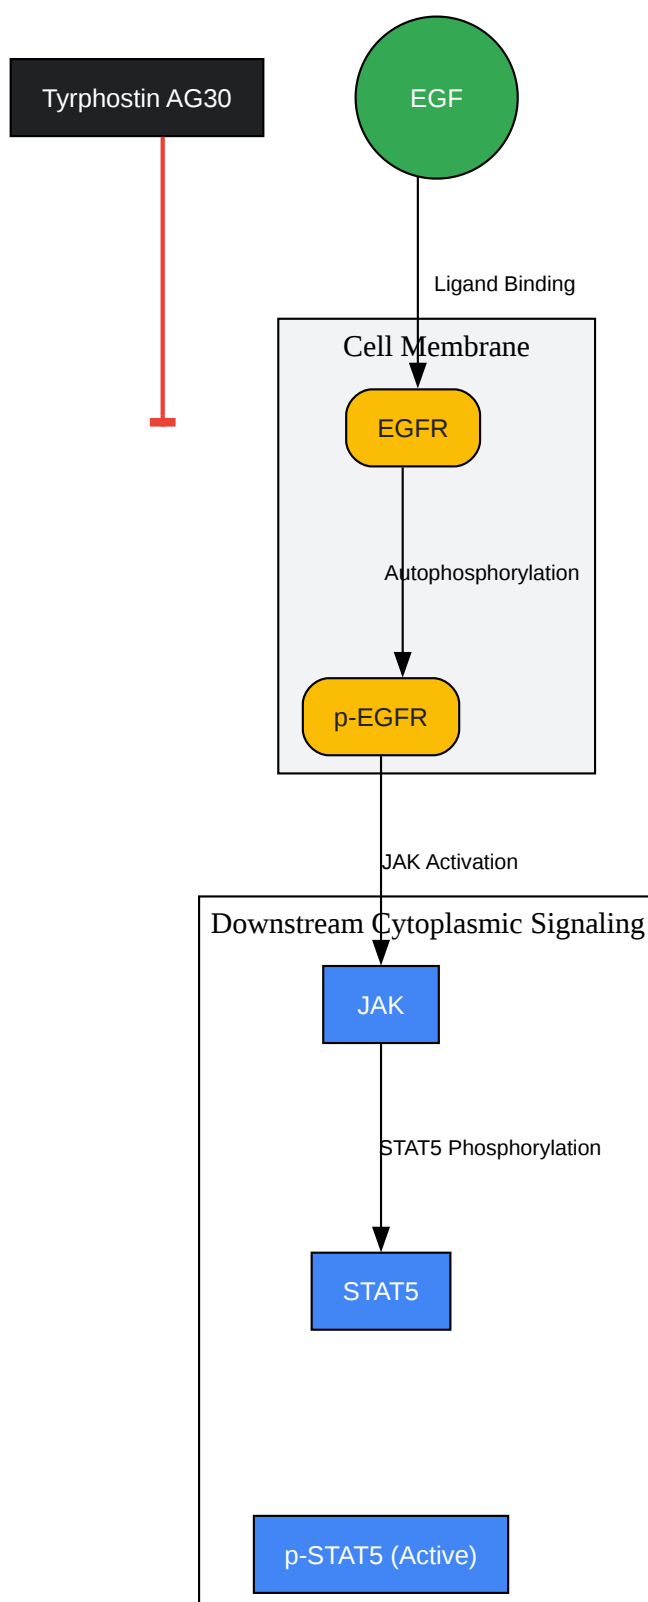 Tyrphostin AG30
EGF
Ligand Binding
Cell Membrane
EGFR
Autophosphorylation
p-EGFR
JAK Activation
Downstream Cytoplasmic Signaling
JAK
STAT5 Phosphorylation
STAT5
p-STAT5 (Active)